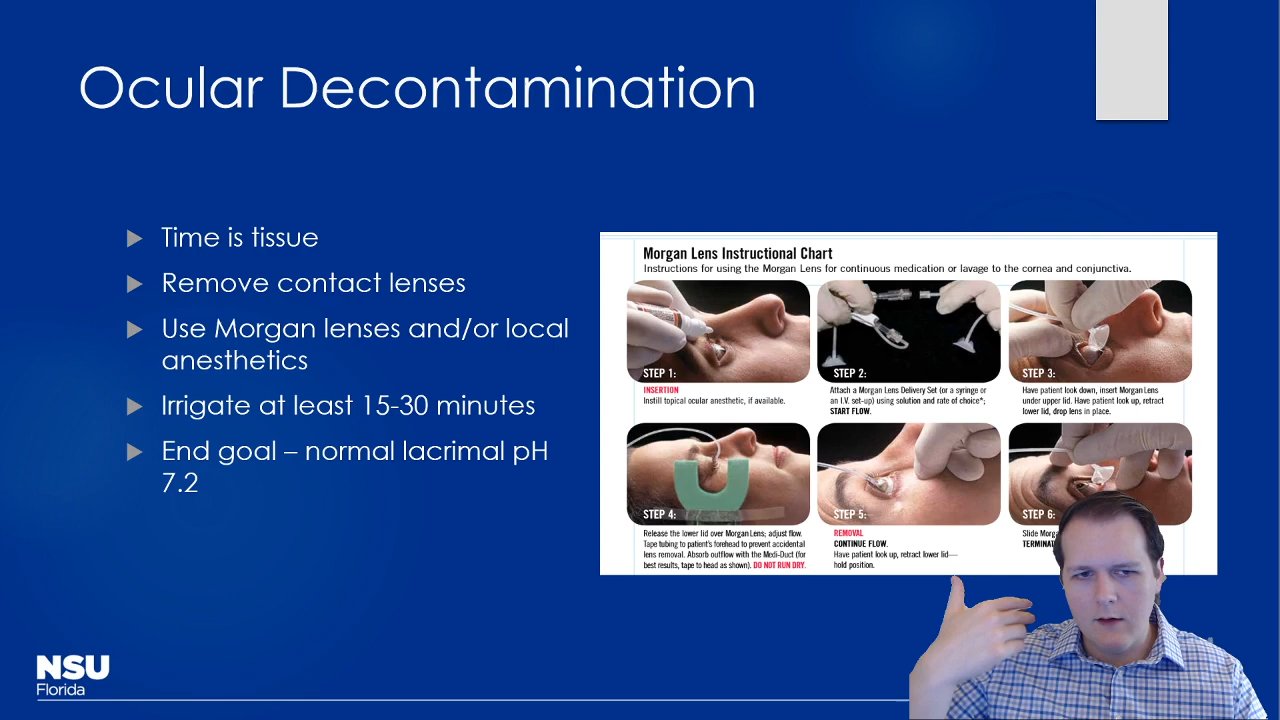 Ocular Decontamination
Time is tissue
Remove contact lenses
Use Morgan lenses and/or local
anesthetics
Irrigate at least 15-30 minutes
End goal – normal lacrimal pH
7.2
Morgan Lens Instructional Chart
Instructions for using the Morgan Lens for continuous medication or lavage to the cornea and conjunctiva.
STEP 1:
INSERTION
Instill topical ocular anesthetic, if available.
STEP 2:
Attach a Morgan Lens Delivery Set (or a syringe or
an I.V. set-up) using solution and rate of choice*;
START FLOW.
STEP 3:
Have patient look down, insert Morgan Lens
under upper lid. Have patient look up, retract
lower lid, drop lens in place.
STEP 4:
Release the lower lid over Morgan Lens; adjust flow.
Tape tubing to patient's forehead to prevent accidental
lens removal. Absorb outflow with the Medi-Duct (for
best results, tape to head as shown). DO NOT RUN DRY.
STEP 5:
REMOVAL
CONTINUE FLOW.
Have patient look up, retract lower lid—
hold position.
STEP 6:
Slide
NSU
Florida